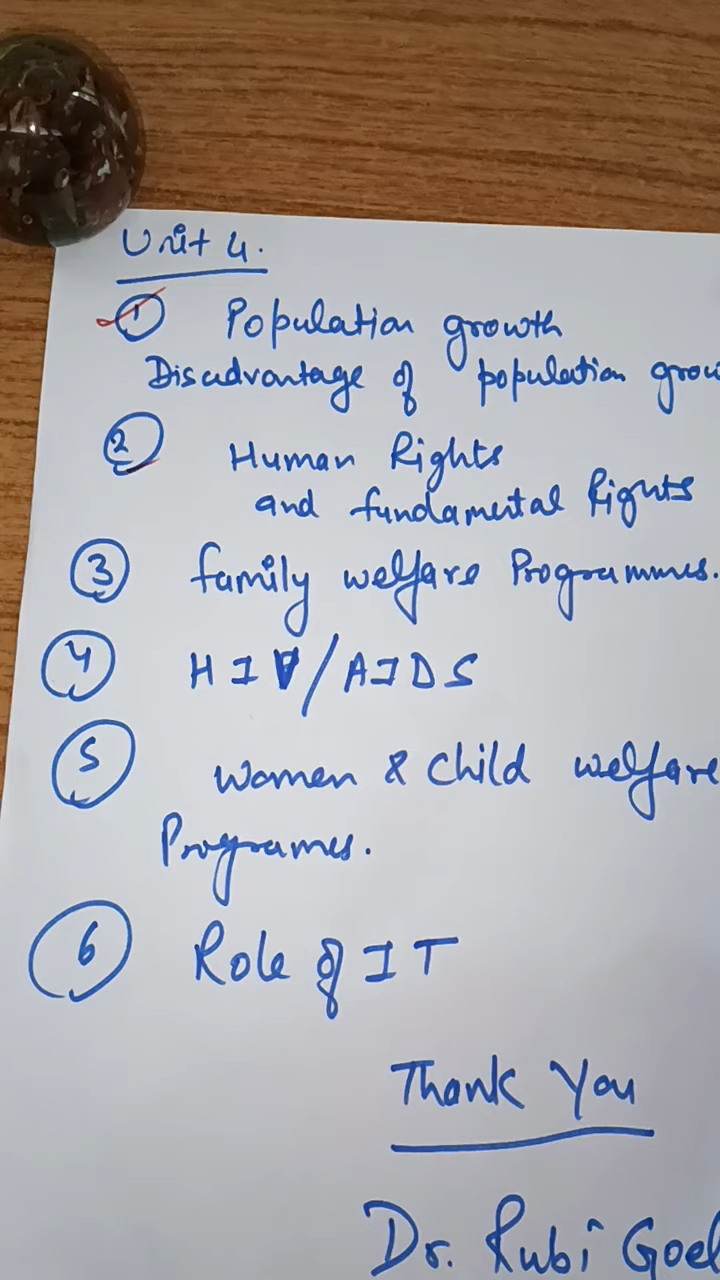 Unit 4.
① Population growth
Disadvantage of population grow
② Human Rights
and fundamental Rights
③ family welfare Programmes.
④ HIV/AIDS
⑤ women & child welfare
Programes.
⑥ Role of IT
Thank You
Dr. Rubi Goel